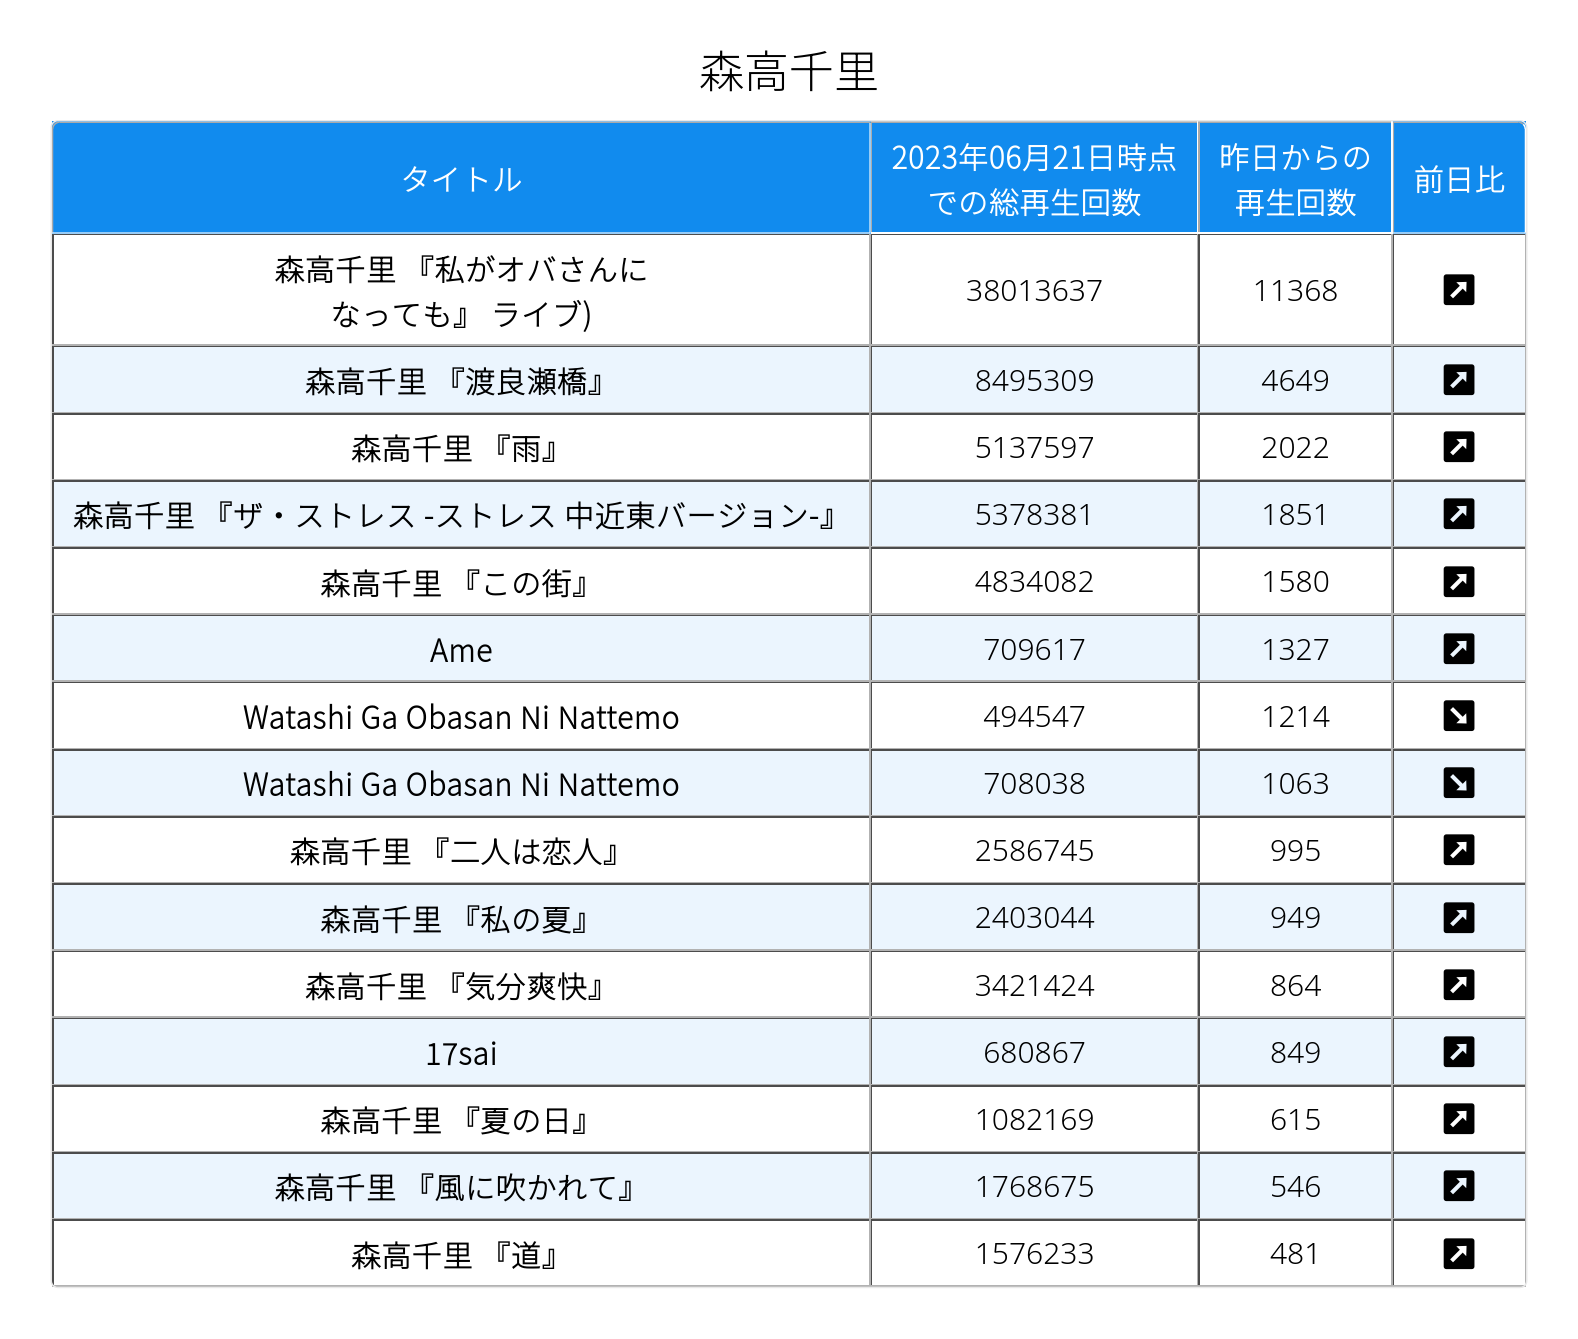 森高千里
タイトル
2023年06月21日時点
での総再生回数
昨日からの
再生回数
前日比
森高千里 『私がオバさんに
なっても』 ライブ)
38013637
11368
森高千里 『渡良瀬橋』
8495309
4649
森高千里 『雨』
5137597
2022
森高千里 『ザ・ストレス -ストレス 中近東バージョン-』
5378381
1851
森高千里 『この街』
4834082
1580
Ame
709617
1327
Watashi Ga Obasan Ni Nattemo
494547
1214
Watashi Ga Obasan Ni Nattemo
708038
1063
森高千里 『二人は恋人』
2586745
995
森高千里 『私の夏』
2403044
949
森高千里 『気分爽快』
3421424
864
17sai
680867
849
森高千里 『夏の日』
1082169
615
森高千里 『風に吹かれて』
1768675
546
森高千里 『道』
1576233
481